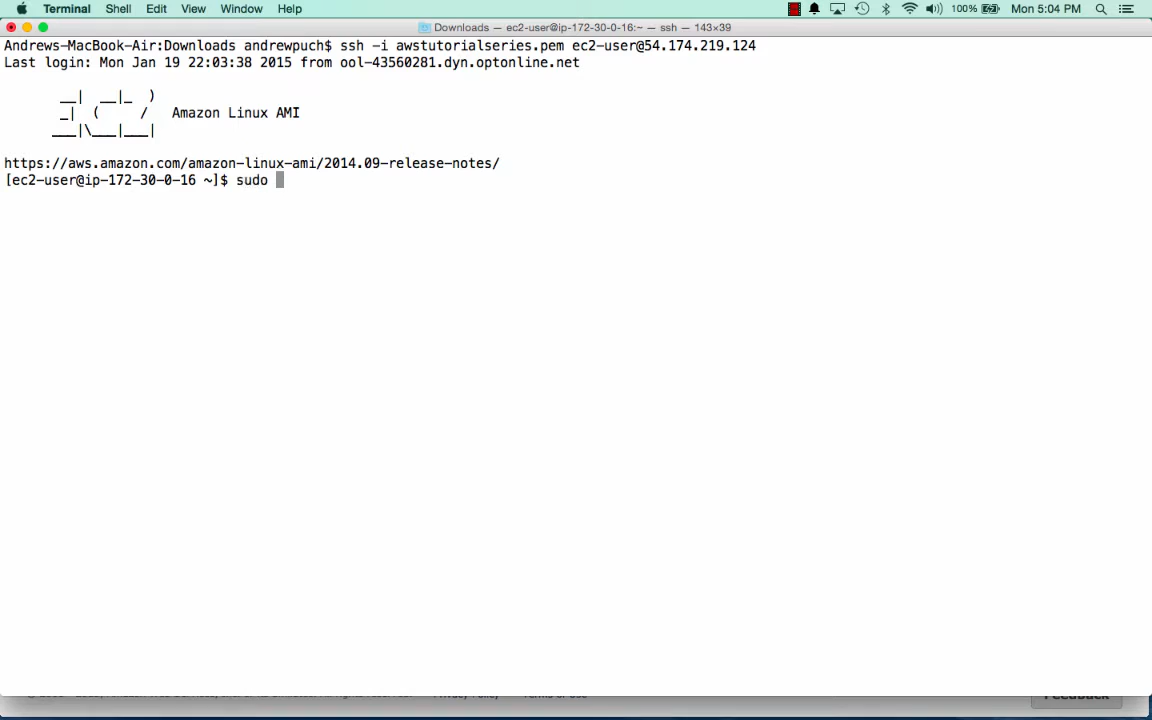 Terminal Shell Edit View Window Help 100% Mon 5:04 PM
Downloads — ec2-user@ip-172-30-0-16:~ — ssh — 143×39
Andrews-MacBook-Air:Downloads andrewpuch$ ssh -i awstutorialseries.pem ec2-user@54.174.219.124
Last login: Mon Jan 19 22:03:38 2015 from ool-43560281.dyn.optonline.net
__| __|_ )
_| ( / Amazon Linux AMI
___|\___|___|
https://aws.amazon.com/amazon-linux-ami/2014.09-release-notes/
[ec2-user@ip-172-30-0-16 ~]$ sudo
Feedback